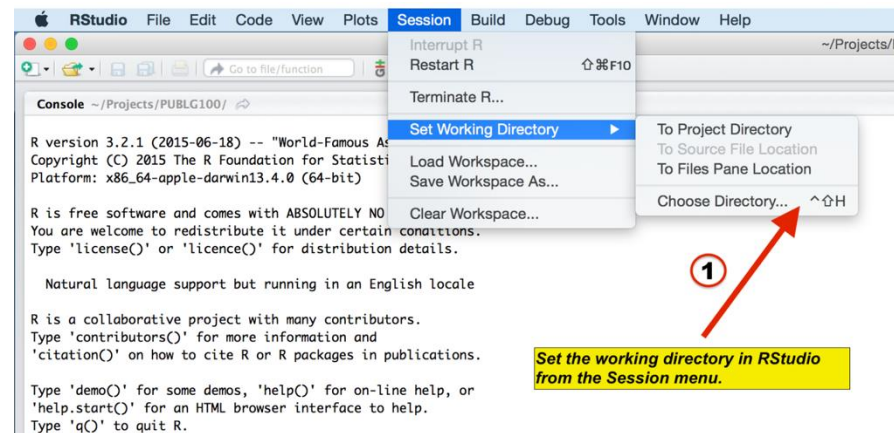 RStudio File Edit Code View Plots Session Build Debug Tools Window Help
~/Projects/
Go to file/function
Interrupt R
Restart R ⇧⌘F10
Terminate R...
Set Working Directory ▶
Load Workspace...
Save Workspace As...
Clear Workspace...
To Project Directory
To Source File Location
To Files Pane Location
Choose Directory... ^⇧H
Console ~/Projects/PUBLG100/
R version 3.2.1 (2015-06-18) -- "World-Famous As
Copyright (C) 2015 The R Foundation for Statisti
Platform: x86_64-apple-darwin13.4.0 (64-bit)
R is free software and comes with ABSOLUTELY NO
You are welcome to redistribute it under certain conditions.
Type 'license()' or 'licence()' for distribution details.
Natural language support but running in an English locale
R is a collaborative project with many contributors.
Type 'contributors()' for more information and
'citation()' on how to cite R or R packages in publications.
Type 'demo()' for some demos, 'help()' for on-line help, or
'help.start()' for an HTML browser interface to help.
Type 'q()' to quit R.
1
Set the working directory in RStudio
from the Session menu.